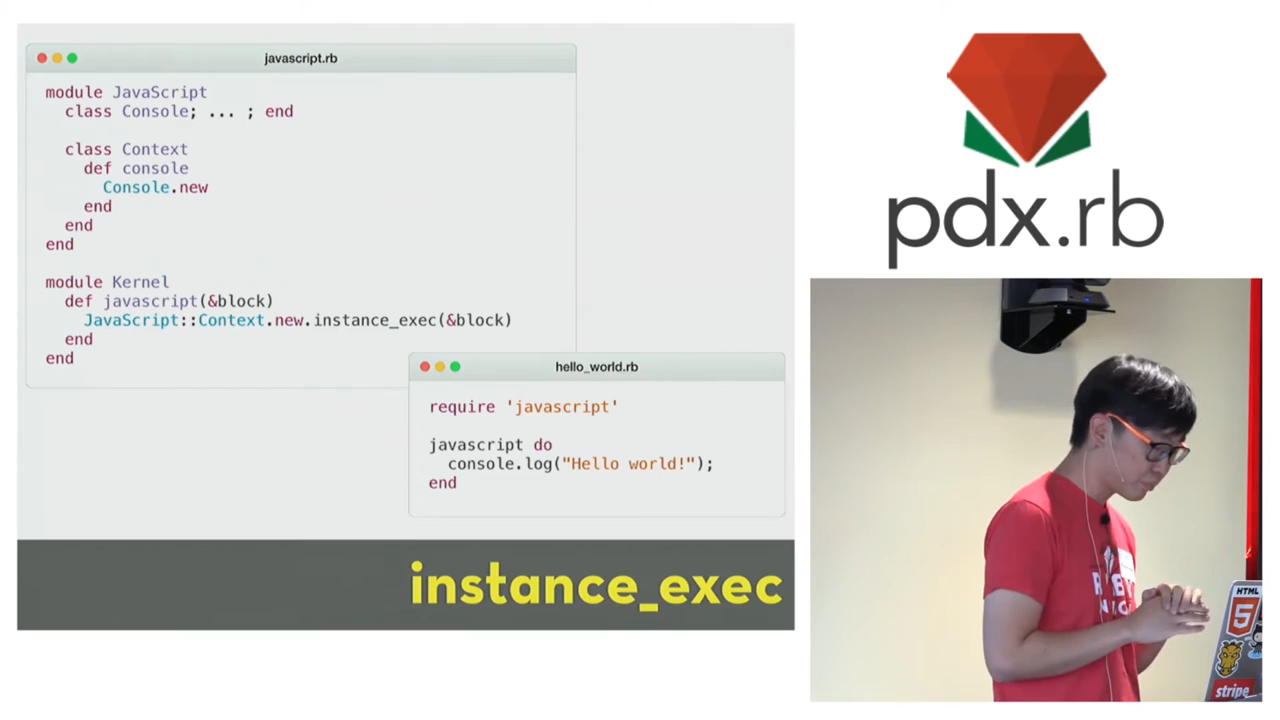 javascript.rb
module JavaScript
  class Console; ... ; end

  class Context
    def console
      Console.new
    end
  end
end

module Kernel
  def javascript(&block)
    JavaScript::Context.new.instance_exec(&block)
  end
end
hello_world.rb
require 'javascript'

javascript do
  console.log("Hello world!");
end
instance_exec
pdx.rb
HTML
5
stripe